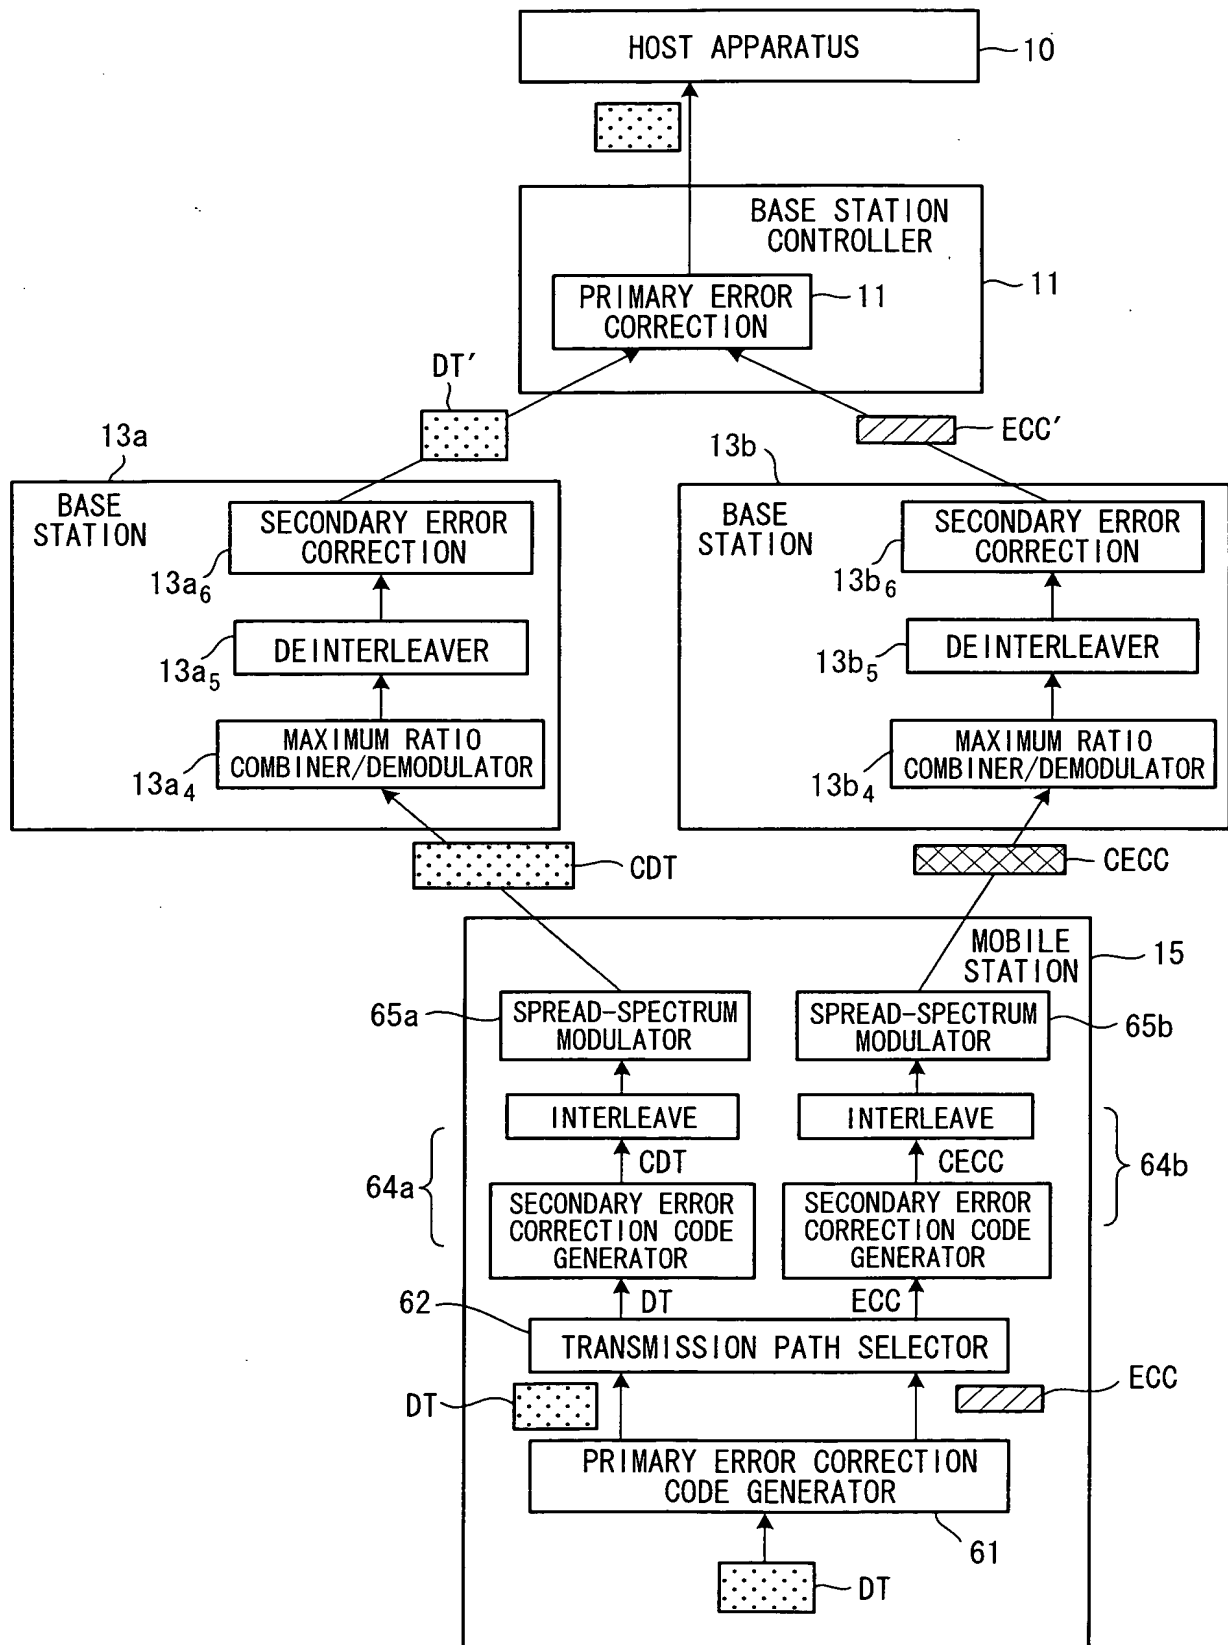 HOST APPARATUS
10
BASE STATION
CONTROLLER
PRIMARY ERROR
CORRECTION
11
11
DT′
ECC′
13a
13b
BASE
STATION
SECONDARY ERROR
CORRECTION
13a6
DEINTERLEAVER
13a5
MAXIMUM RATIO
COMBINER/DEMODULATOR
13a4
BASE
STATION
SECONDARY ERROR
CORRECTION
13b6
DEINTERLEAVER
13b5
MAXIMUM RATIO
COMBINER/DEMODULATOR
13b4
CDT
CECC
MOBILE
STATION
15
65a
SPREAD-SPECTRUM
MODULATOR
SPREAD-SPECTRUM
MODULATOR
65b
INTERLEAVE
INTERLEAVE
64a
CDT
CECC
64b
SECONDARY ERROR
CORRECTION CODE
GENERATOR
SECONDARY ERROR
CORRECTION CODE
GENERATOR
62
DT
ECC
TRANSMISSION PATH SELECTOR
DT
ECC
PRIMARY ERROR CORRECTION
CODE GENERATOR
61
DT